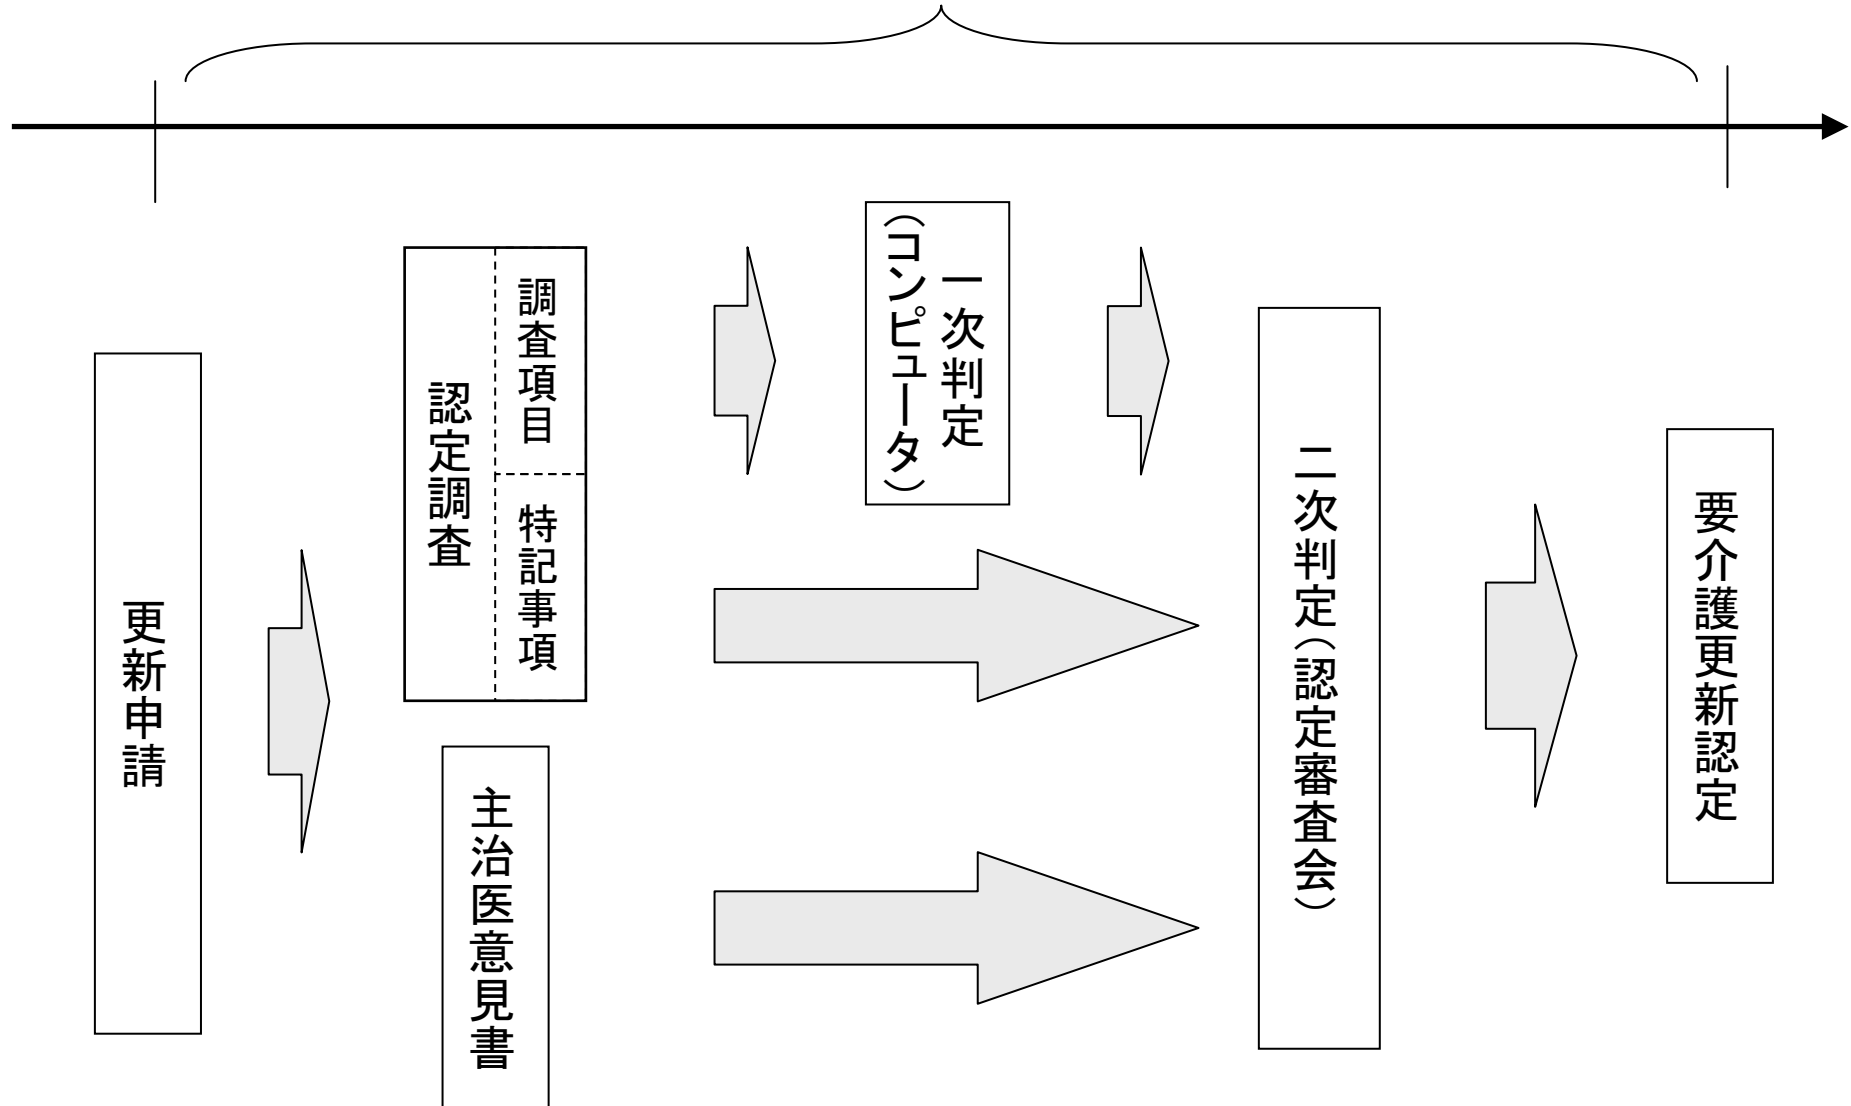 更新申請
認定調査
調査項目
特記事項
主治医意見書
一次判定
（コンピュータ）
二次判定（認定審査会）
要介護更新認定